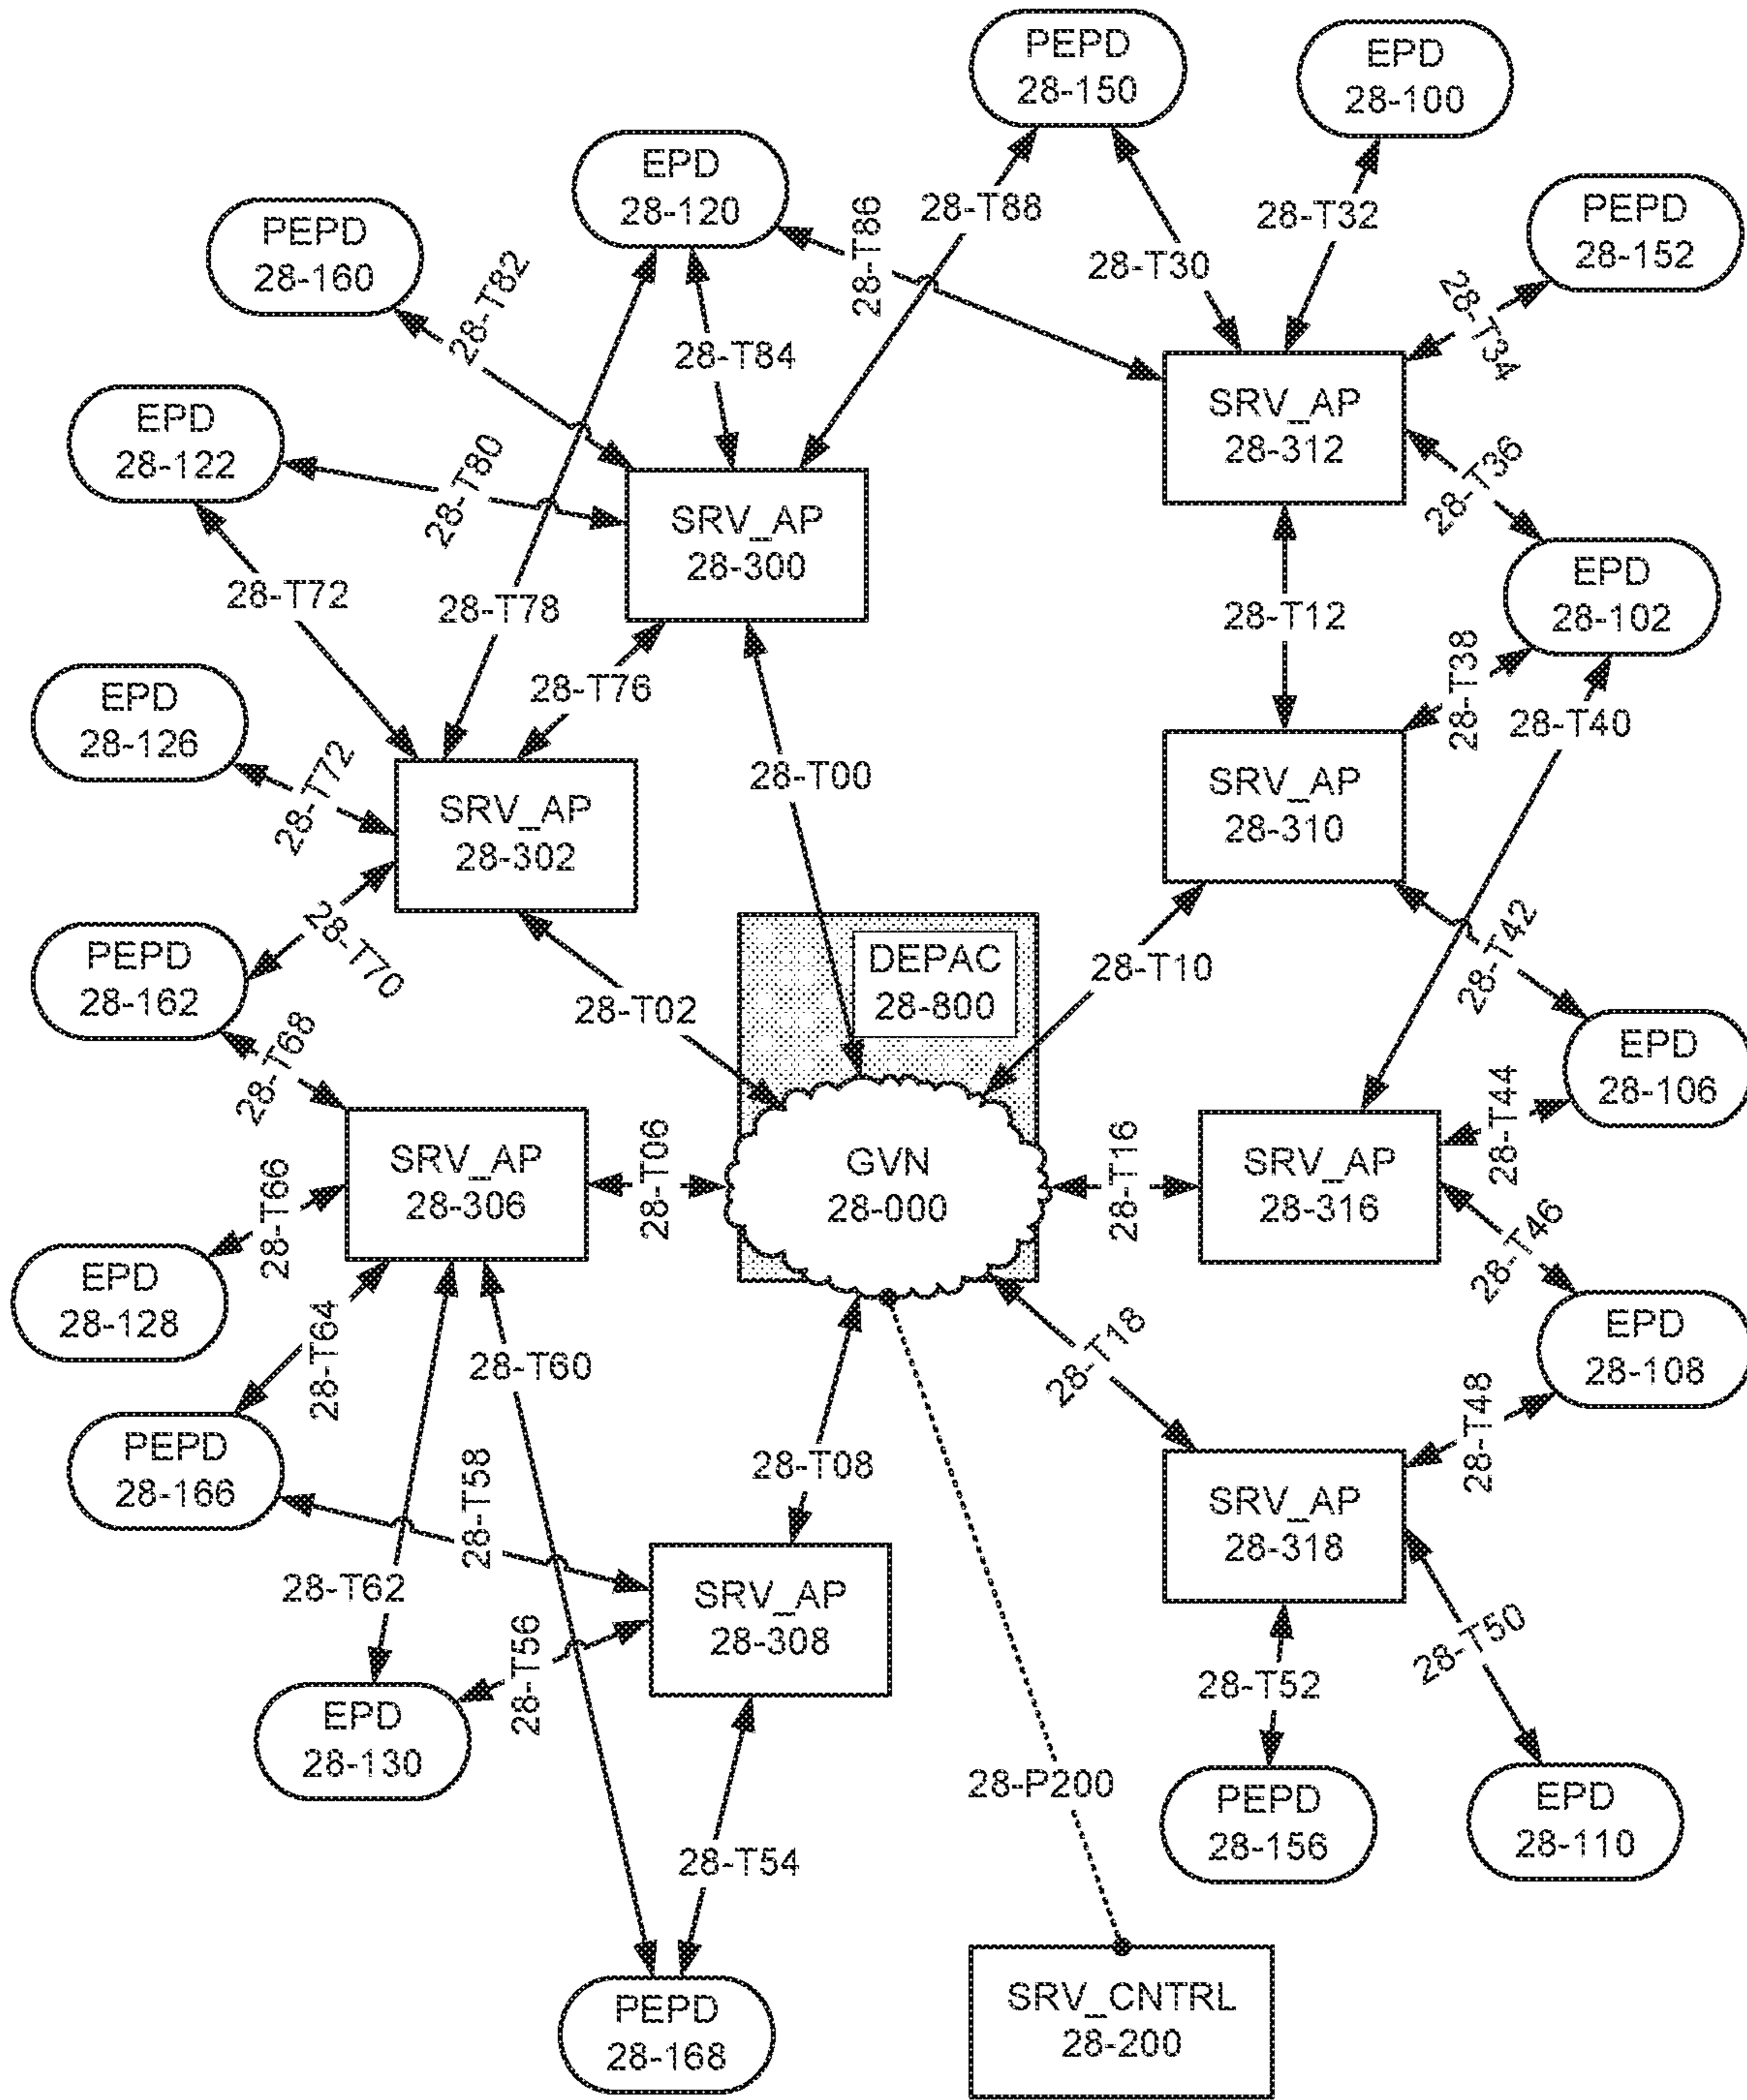 PEPD
28-150
EPD
28-100
EPD
28-120
PEPD
28-160
28-T82
28-T84
28-T86
28-T88
28-T30
28-T32
PEPD
28-152
28-T34
EPD
28-122
28-T80
SRV_AP
28-300
SRV_AP
28-312
28-T36
28-T72
28-T78
28-T76
28-T12
EPD
28-102
28-T38
28-T40
EPD
28-126
28-T72
SRV_AP
28-302
28-T00
SRV_AP
28-310
PEPD
28-162
28-T70
28-T02
DEPAC
28-800
28-T10
28-T42
28-T68
EPD
28-106
28-T44
SRV_AP
28-306
28-T06
GVN
28-000
28-T16
SRV_AP
28-316
28-T66
28-T46
EPD
28-128
28-T64
28-T60
28-T18
EPD
28-108
28-T48
PEPD
28-166
28-T58
28-T08
SRV_AP
28-318
28-T62
28-T56
SRV_AP
28-308
28-T52
28-T50
EPD
28-130
28-P200
PEPD
28-156
EPD
28-110
28-T54
PEPD
28-168
SRV_CNTRL
28-200